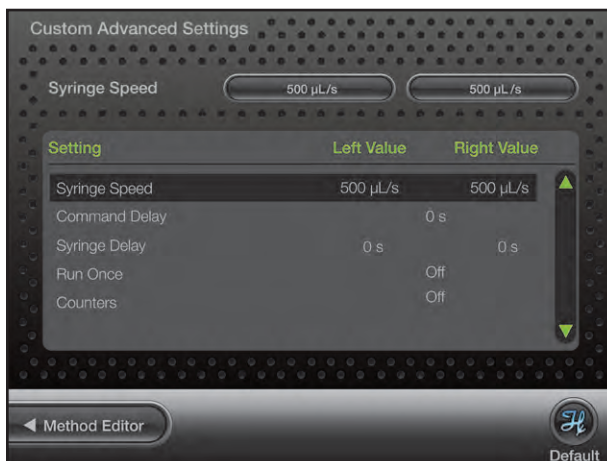 Custom Advanced Settings
Syringe Speed 500 µL/s 500 µL/s
Setting Left Value Right Value
Syringe Speed 500 µL/s 500 µL/s
Command Delay 0 s
Syringe Delay 0 s 0 s
Run Once Off
Counters Off
Method Editor
H
Default